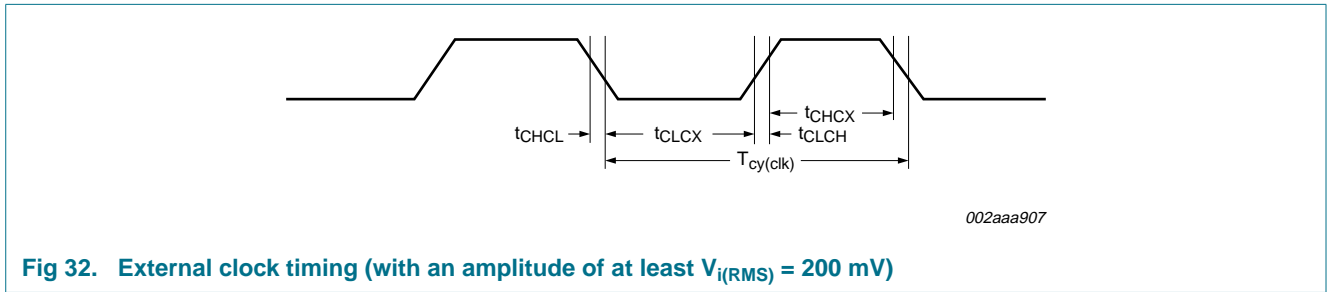 tCHCX
tCHCL tCLCX tCLCH
Tcy(clk)
002aaa907
Fig 32. External clock timing (with an amplitude of at least Vi(RMS) = 200 mV)